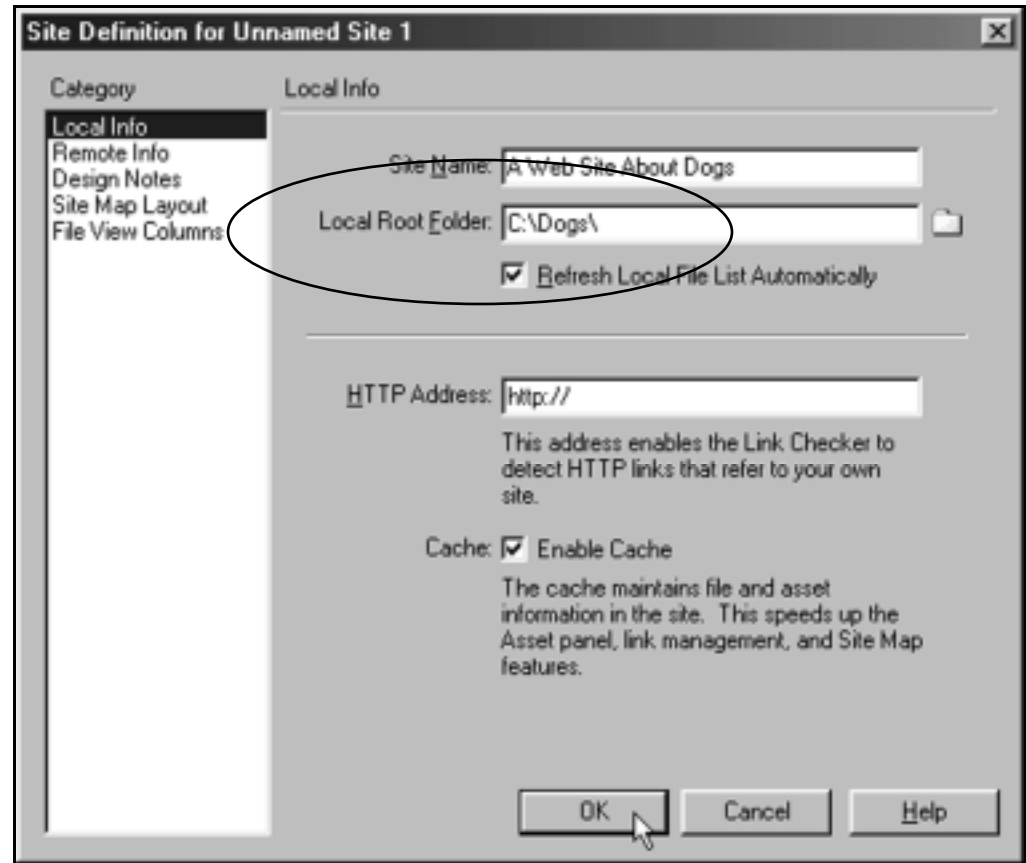 Site Definition for Unnamed Site 1
Category
Local Info
Local Info
Remote Info
Design Notes
Site Map Layout
File View Columns
Site Name: A Web Site About Dogs
Local Root Folder: C:\Dogs\
Refresh Local File List Automatically
HTTP Address: http://
This address enables the Link Checker to
detect HTTP links that refer to your own
site.
Cache: Enable Cache
The cache maintains file and asset
information in the site. This speeds up the
Asset panel, link management, and Site Map
features.
OK Cancel Help